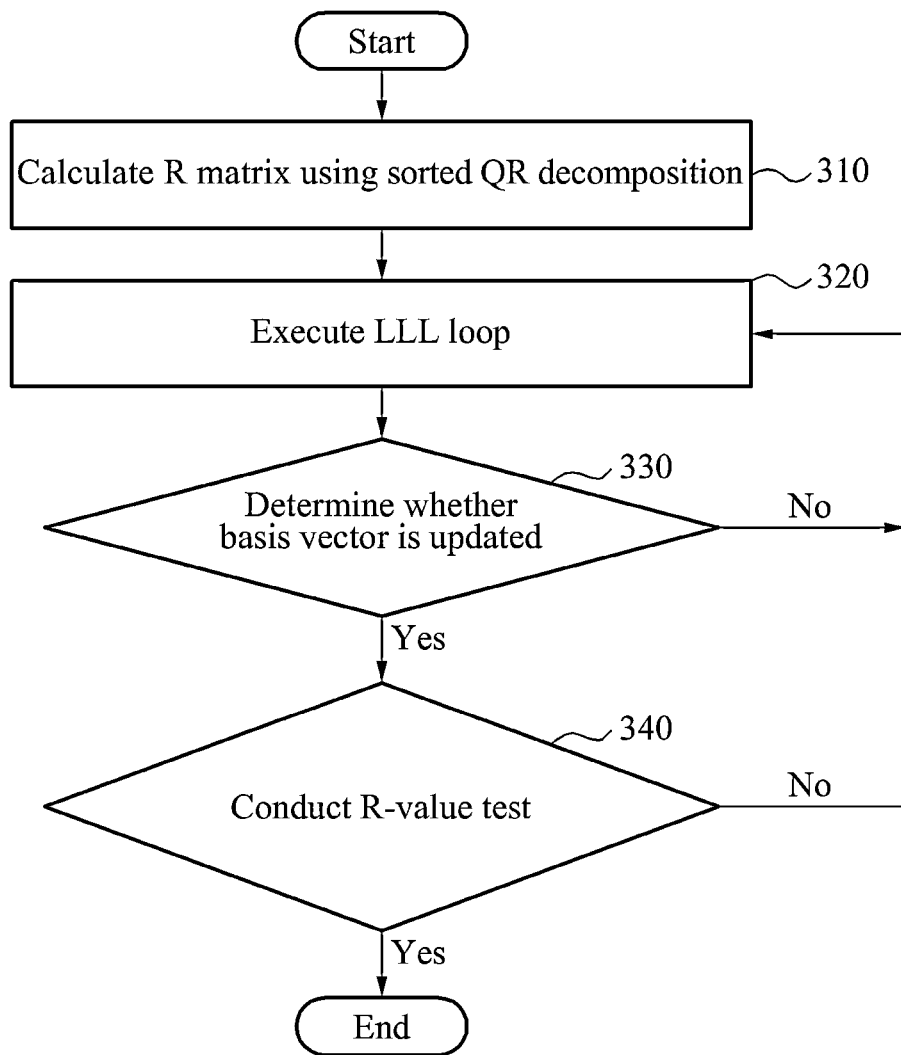 Start
Calculate R matrix using sorted QR decomposition
310
320
Execute LLL loop
330
Determine whether
basis vector is updated
No
Yes
340
Conduct R-value test
No
Yes
End